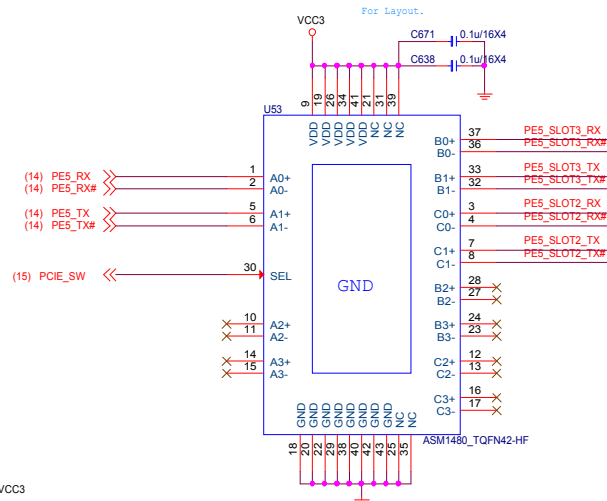 For Layout.
VCC3
C671 0.1u/16X4
C638 0.1u/16X4
9 19 26 34 41 21 31 39
U53
VDD VDD VDD VDD VDD NC NC NC
(14) PE5_RX 1 A0+
(14) PE5_RX# 2 A0-
(14) PE5_TX 5 A1+
(14) PE5_TX# 6 A1-
(15) PCIE_SW 30 SEL
10 A2+
11 A2-
14 A3+
15 A3-
GND
B0+ 37 PE5_SLOT3_RX
B0- 36 PE5_SLOT3_RX#
B1+ 33 PE5_SLOT3_TX
B1- 32 PE5_SLOT3_TX#
C0+ 3 PE5_SLOT2_RX
C0- 4 PE5_SLOT2_RX#
C1+ 7 PE5_SLOT2_TX
C1- 8 PE5_SLOT2_TX#
B2+ 28
B2- 27
B3+ 24
B3- 23
C2+ 12
C2- 13
C3+ 16
C3- 17
GND GND GND GND GND GND GND GND NC NC
ASM1480_TQFN42-HF
18 20 22 29 38 40 42 43 25 35
VCC3